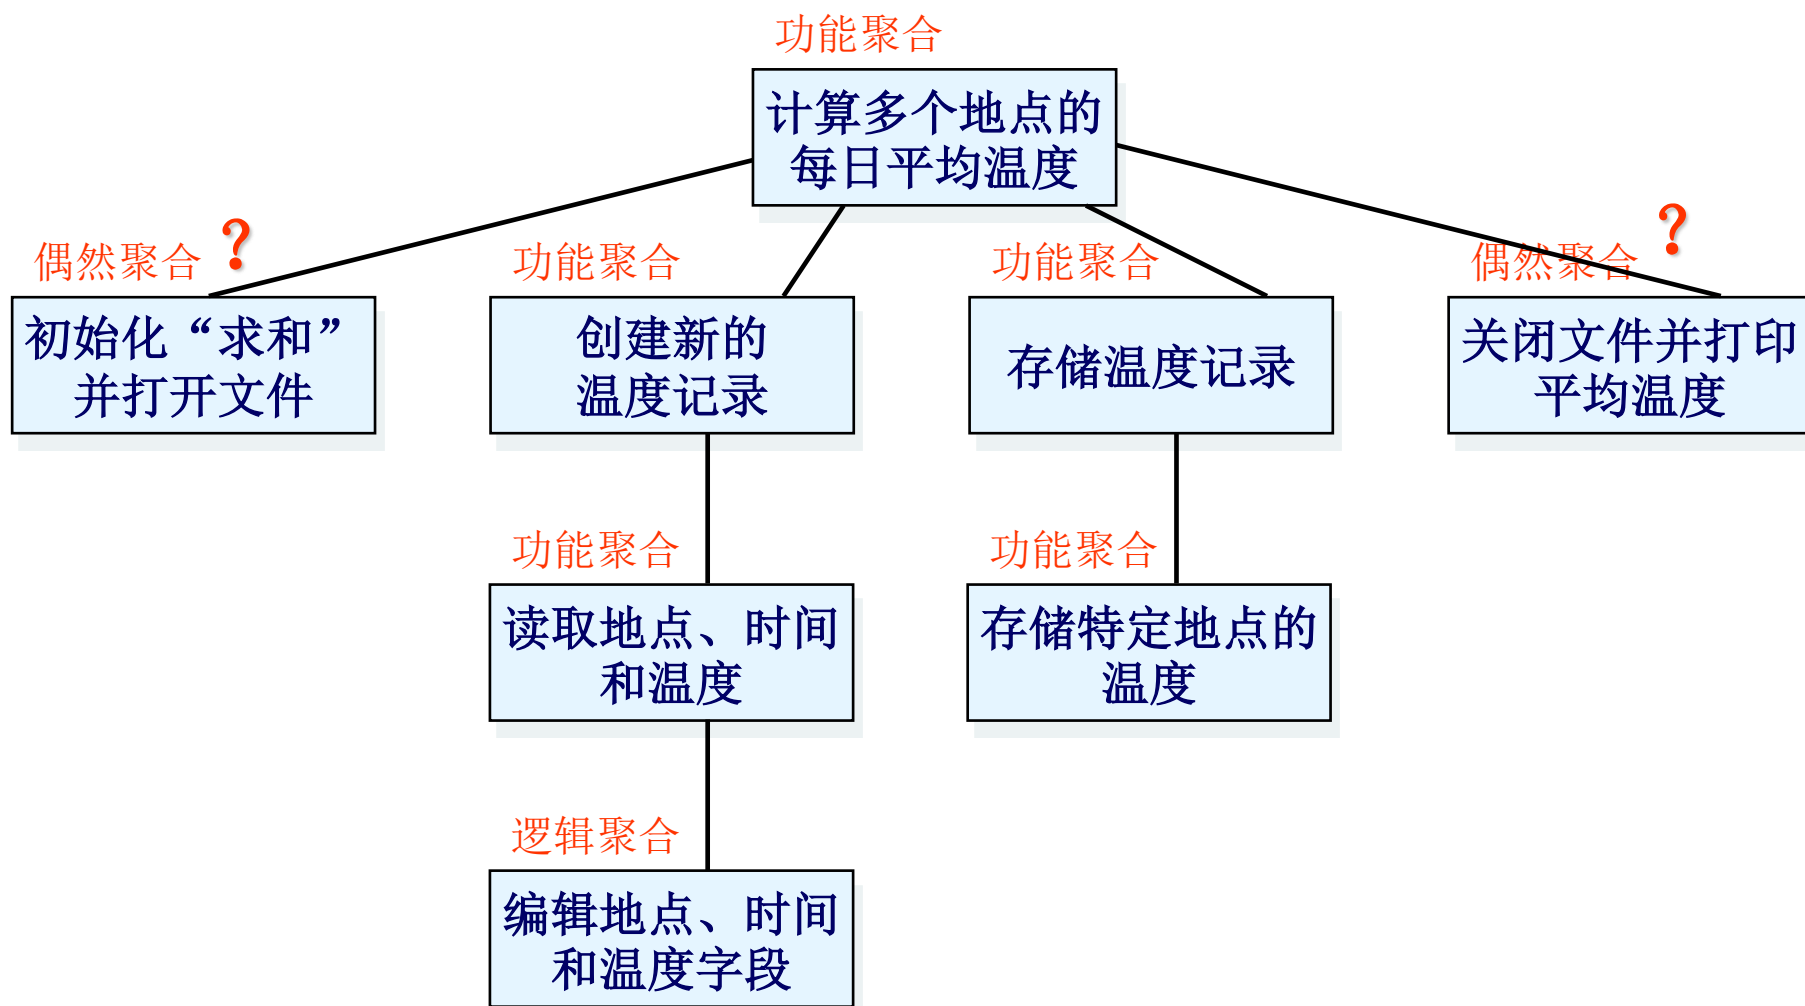 功能聚合
计算多个地点的
每日平均温度
偶然聚合 ?
功能聚合
功能聚合
偶然聚合 ?
初始化“求和”
并打开文件
创建新的
温度记录
存储温度记录
关闭文件并打印
平均温度
功能聚合
功能聚合
读取地点、时间
和温度
存储特定地点的
温度
逻辑聚合
编辑地点、时间
和温度字段